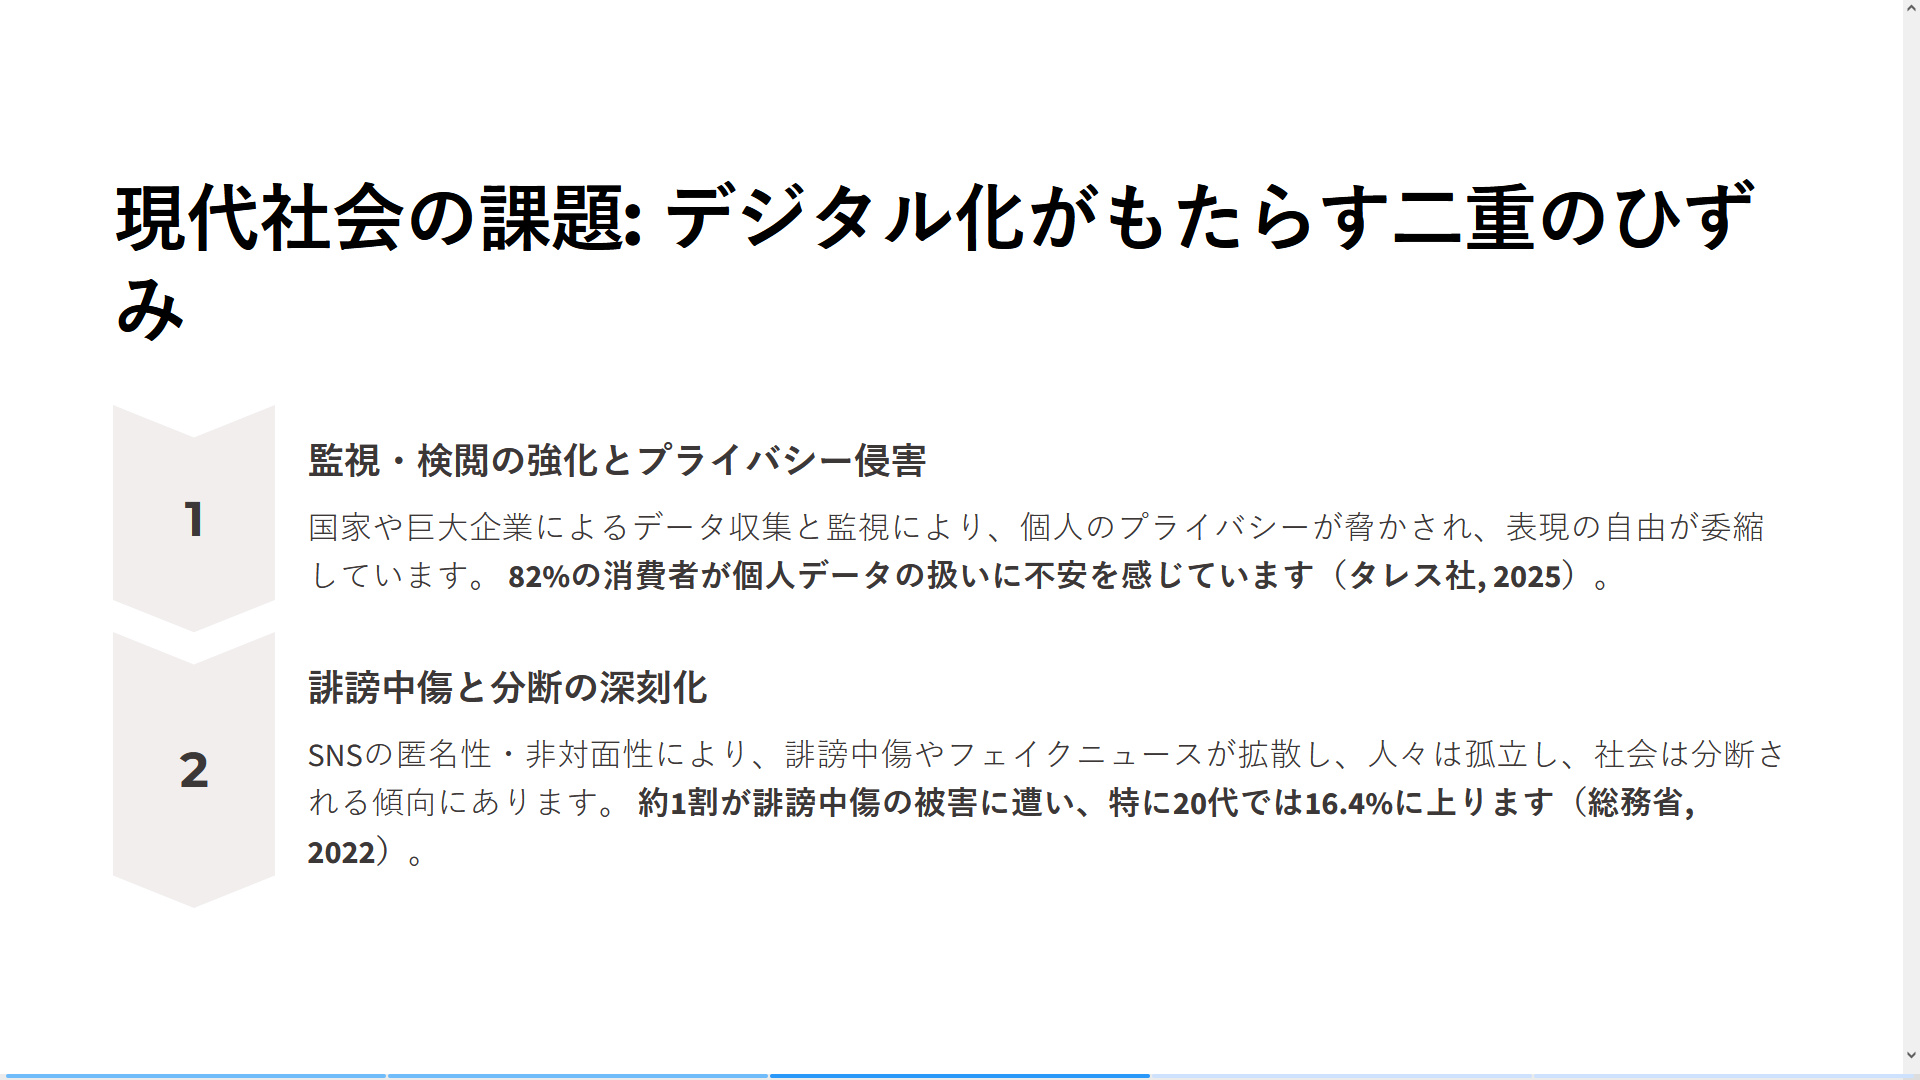 現代社会の課題: デジタル化がもたらす二重のひず
み
1
監視・検閲の強化とプライバシー侵害
国家や巨大企業によるデータ収集と監視により、個人のプライバシーが脅かされ、表現の自由が委縮
しています。 82%の消費者が個人データの扱いに不安を感じています（タレス社, 2025）。
2
誹謗中傷と分断の深刻化
SNSの匿名性・非対面性により、誹謗中傷やフェイクニュースが拡散し、人々は孤立し、社会は分断さ
れる傾向にあります。 約1割が誹謗中傷の被害に遭い、特に20代では16.4%に上ります（総務省,
2022）。